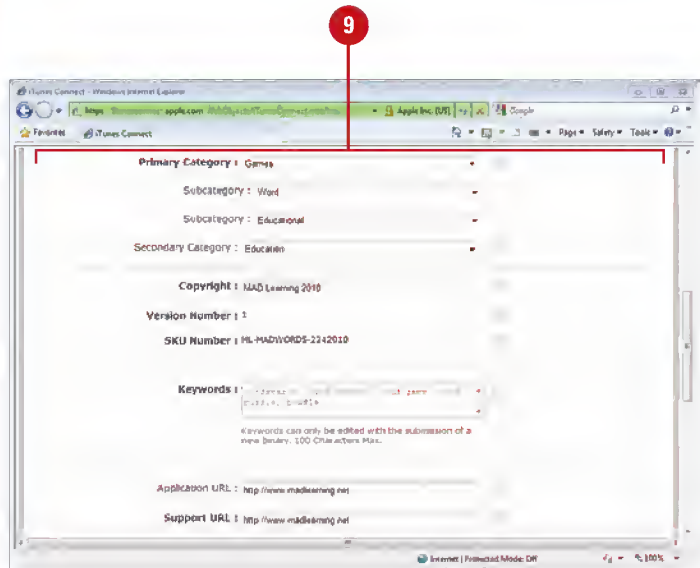 9
iTunes Connect - Windows Internet Explorer
https apple.com Apple Inc. [US] Google
Favorites iTunes Connect Page Safety Tools
Primary Category : Games
Subcategory : Word
Subcategory : Educational
Secondary Category : Education
Copyright : MAD Learning 2010
Version Number : 1
SKU Number : ML-MADWORDS-2242010
Keywords :
game
puzzle,
Keywords can only be edited with the submission of a
new binary. 100 Characters Max.
Application URL : http://www.madlearning.net
Support URL : http://www.madlearning.net
Internet | Protected Mode: Off 100%